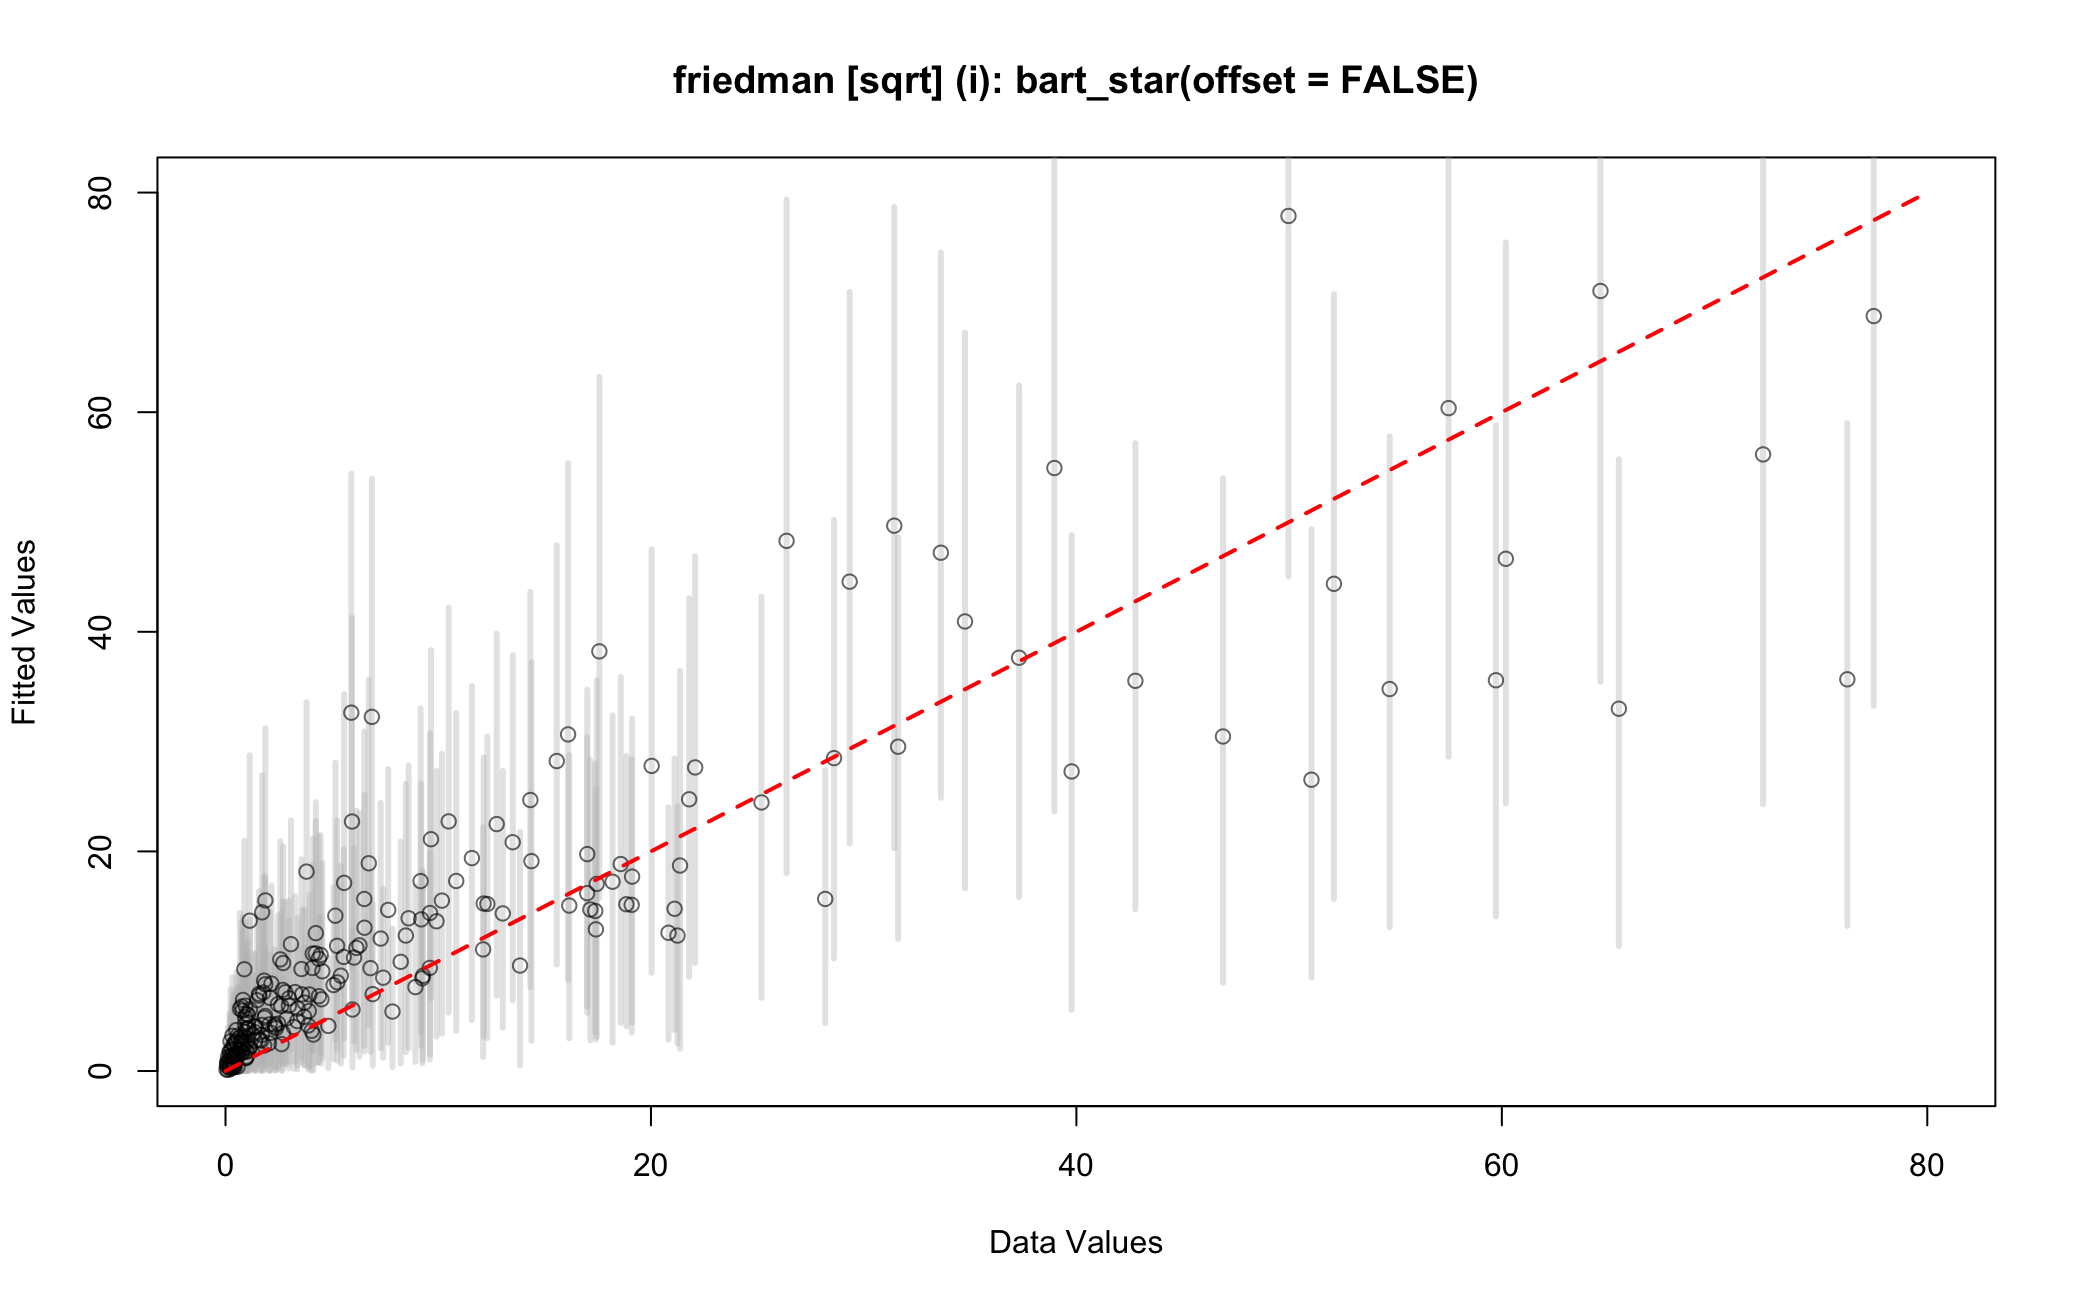 friedman [sqrt] (i): bart_star(offset = FALSE)
Fitted Values
80
60
40
20
0
0 20 40 60 80
Data Values